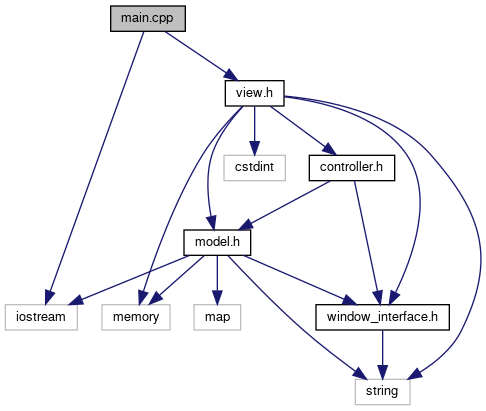 main.cpp
view.h
cstdint
controller.h
model.h
iostream
memory
map
window_interface.h
string